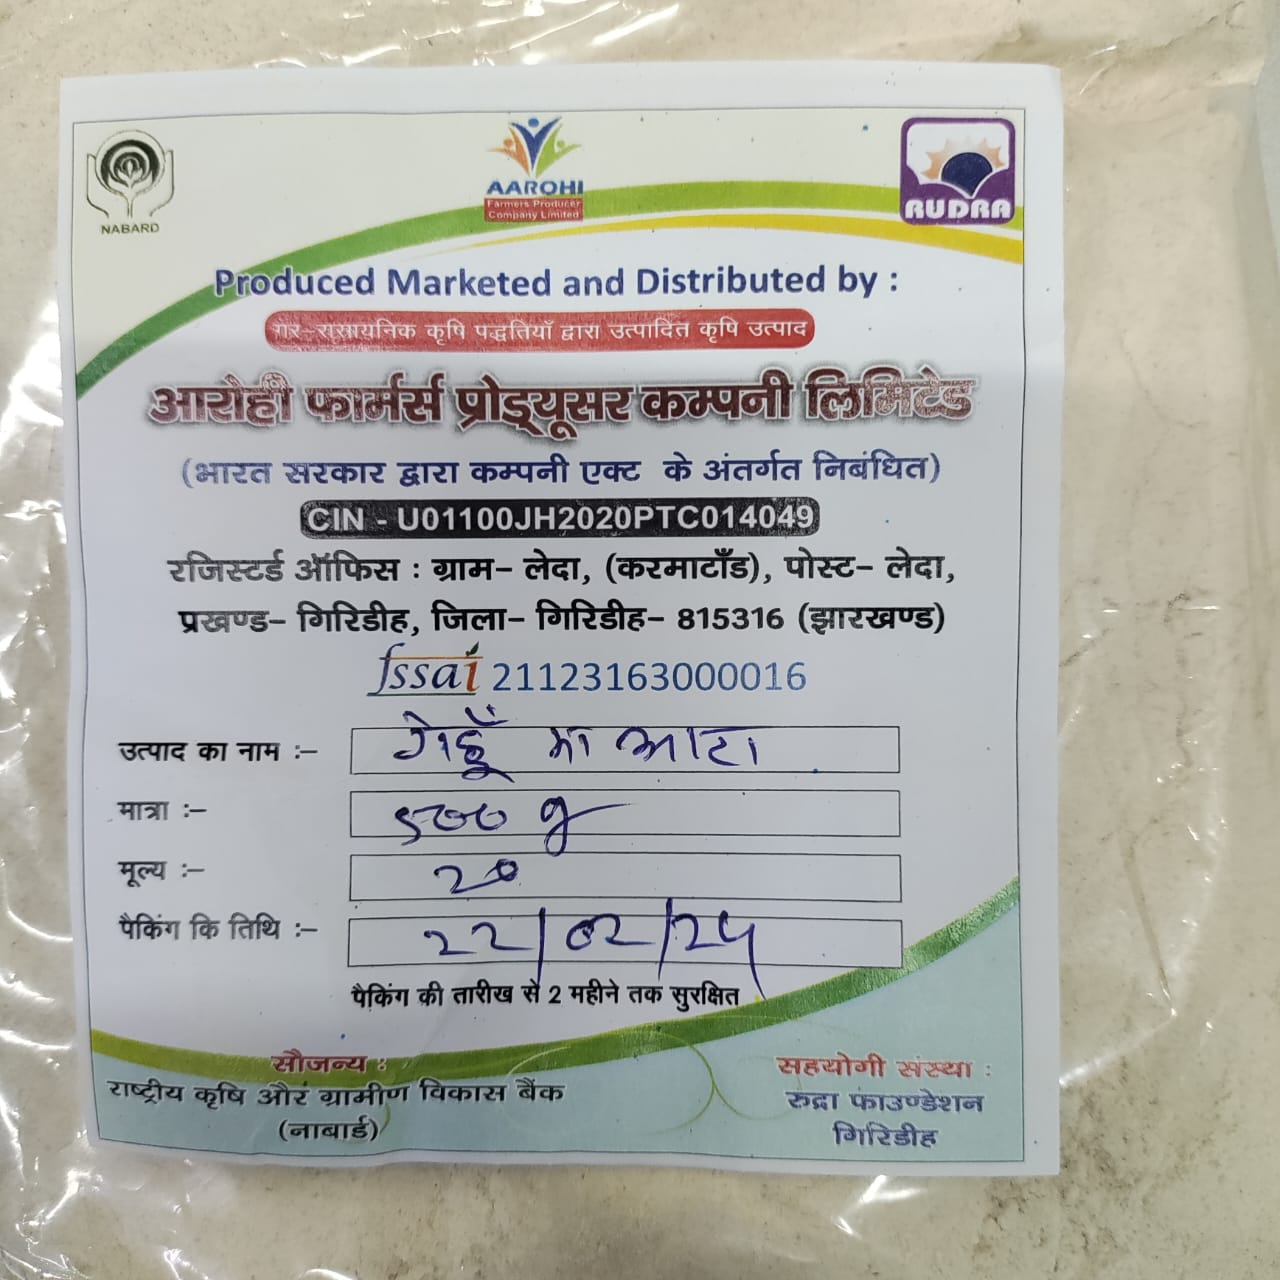 NABARD
AAROHI
Farmers Producer
Company Limited
RUDRA
Produced Marketed and Distributed by :
गैर-रासायनिक कृषि पद्धतियाँ द्वारा उत्पादित कृषि उत्पाद
आरोही फार्मर्स प्रोड्यूसर कम्पनी लिमिटेड
(भारत सरकार द्वारा कम्पनी एक्ट के अंतर्गत निबंधित)
CIN - U01100JH2020PTC014049
रजिस्टर्ड ऑफिस : ग्राम- लेदा, (करमाटाँड), पोस्ट- लेदा,
प्रखण्ड- गिरिडीह, जिला- गिरिडीह- 815316 (झारखण्ड)
fssai 21123163000016
उत्पाद का नाम :- गेहूँ का आटा
मात्रा :- 500 g
मूल्य :- 20
पैकिंग कि तिथि :- 22/02/24
पैकिंग की तारीख से 2 महीने तक सुरक्षित
सौजन्य :
राष्ट्रीय कृषि और ग्रामीण विकास बैंक
(नाबार्ड)
सहयोगी संस्था :
रुद्रा फाउण्डेशन
गिरिडीह